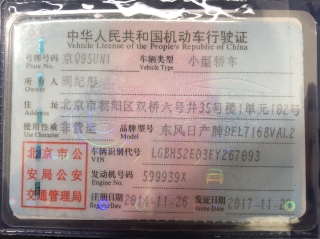 中华人民共和国机动车行驶证
Vehicle License of the People's Republic of China
号牌号码 京Q95UN1 车辆类型 小型轿车
Plate No. Vehicle Type
所有人 周纪彤
Owner
住址 北京市朝阳区双桥六号井35号楼1单元102号
Address
使用性质 非营运 品牌型号 东风日产牌DFL7168VAL2
Use Character Model
北京市公 车辆识别代号 LGBH52E03EY267093
VIN
安局公安 发动机号码 599939X
Engine No.
交通管理局 注册日期 2014-11-26 发证日期 2017-11-2
Register Date Issue Date